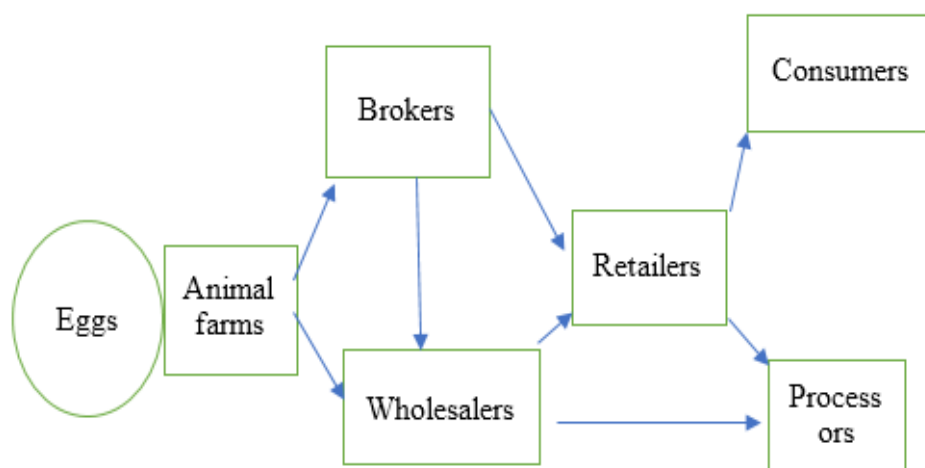 Eggs
Animal
farms
Brokers
Wholesalers
Retailers
Consumers
Process
ors